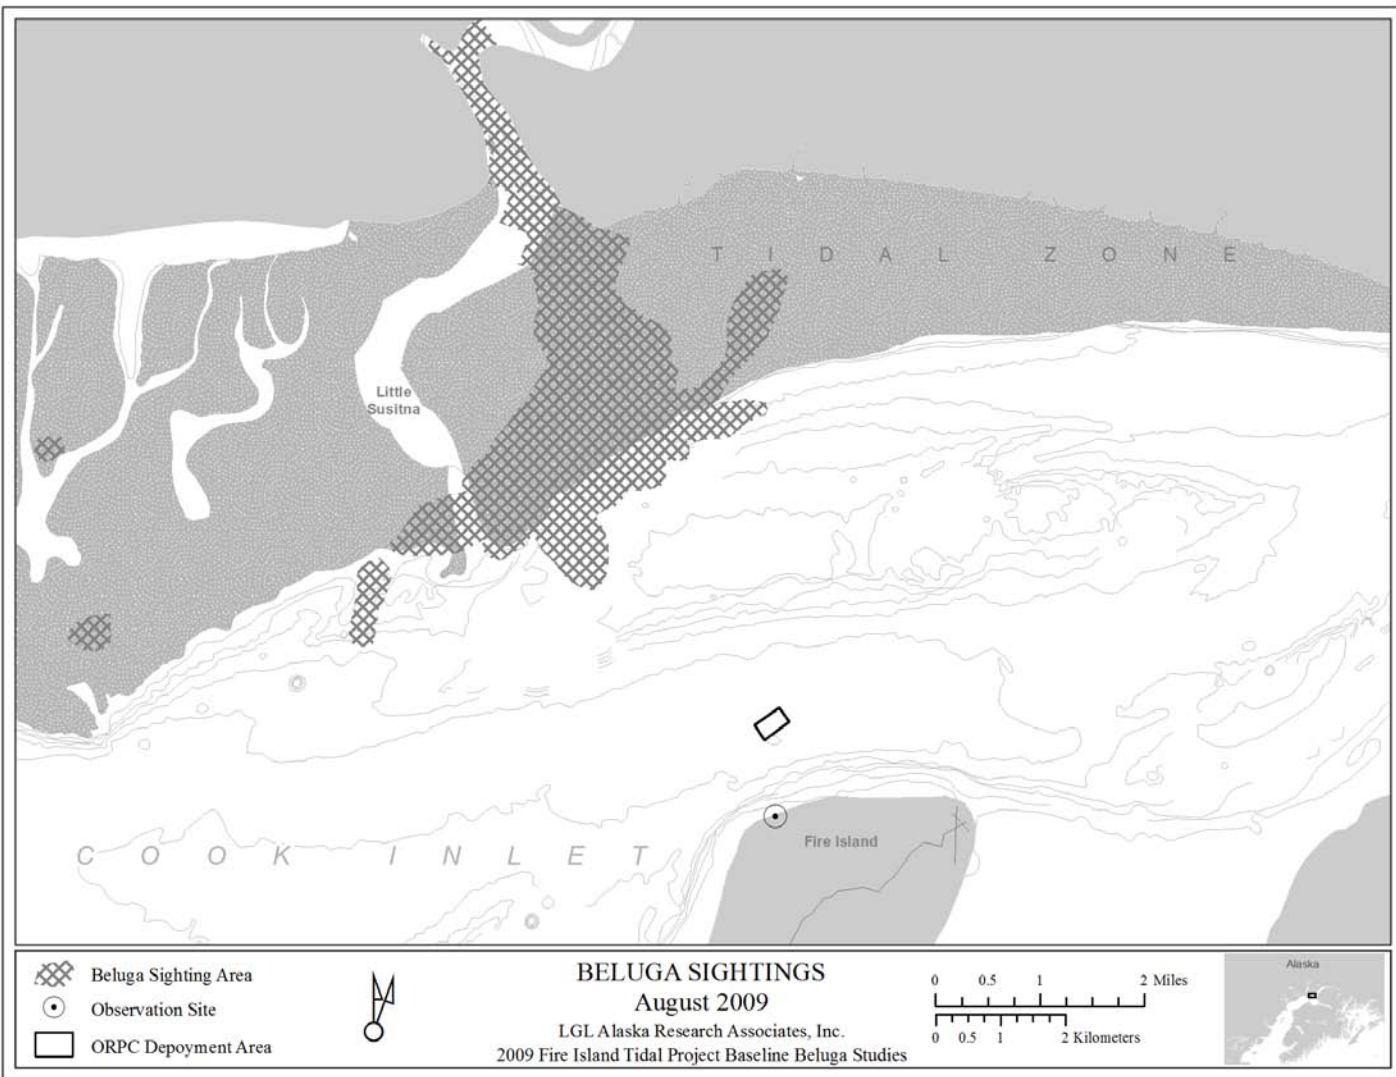 T I D A L Z O N E
Little
Susitna
Fire Island
C O O K I N L E T
Beluga Sighting Area
Observation Site
ORPC Depoyment Area
N
BELUGA SIGHTINGS
August 2009
LGL Alaska Research Associates, Inc.
2009 Fire Island Tidal Project Baseline Beluga Studies
0 0.5 1 2 Miles
0 0.5 1 2 Kilometers
Alaska